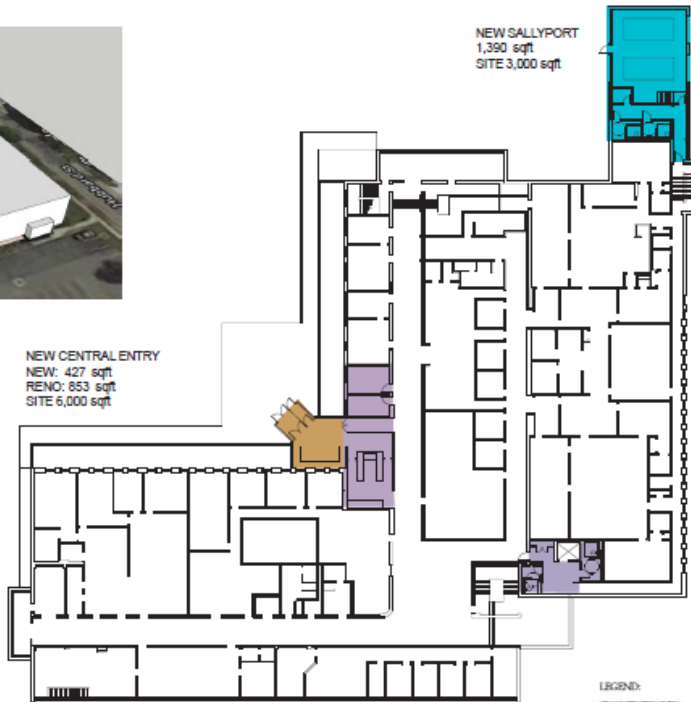 NEW SALLYPORT
1,390 sqft
SITE 3,000 sqft
NEW CENTRAL ENTRY
NEW: 427 sqft
RENO: 853 sqft
SITE 6,000 sqft
LEGEND: